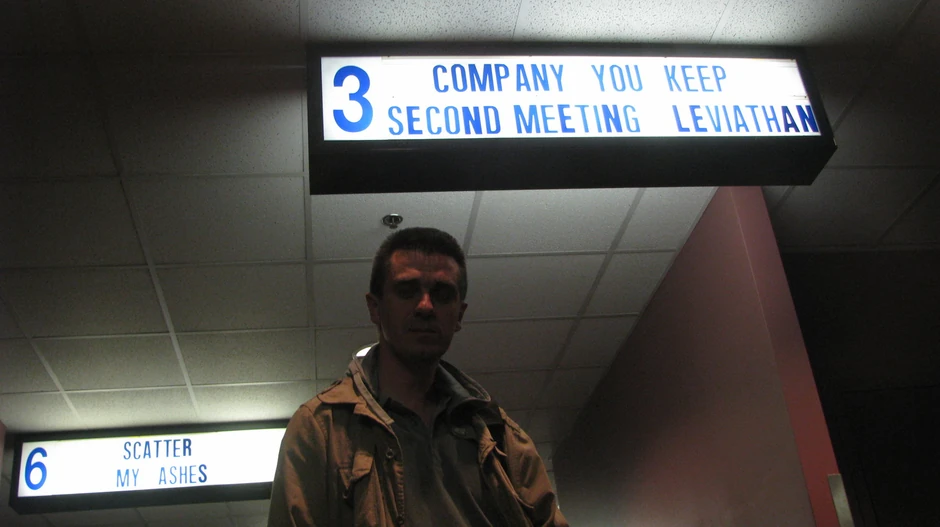 3
COMPANY YOU KEEP
SECOND MEETING LEVIATHAN
6
SCATTER
MY ASHES